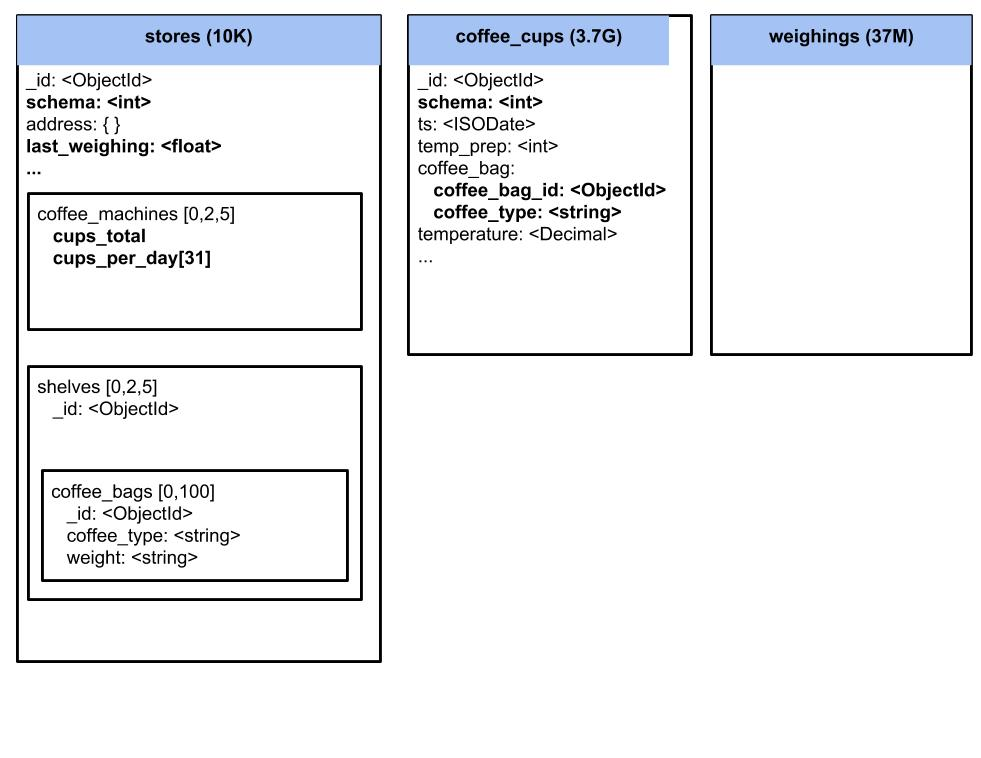 stores (10K)
_id: <ObjectId>
schema: <int>
address: { }
last_weighing: <float>
...
coffee_machines [0,2,5]
cups_total
cups_per_day[31]
shelves [0,2,5]
_id: <ObjectId>
coffee_bags [0,100]
_id: <ObjectId>
coffee_type: <string>
weight: <string>
coffee_cups (3.7G)
_id: <ObjectId>
schema: <int>
ts: <ISODate>
temp_prep: <int>
coffee_bag:
coffee_bag_id: <ObjectId>
coffee_type: <string>
temperature: <Decimal>
...
weighings (37M)